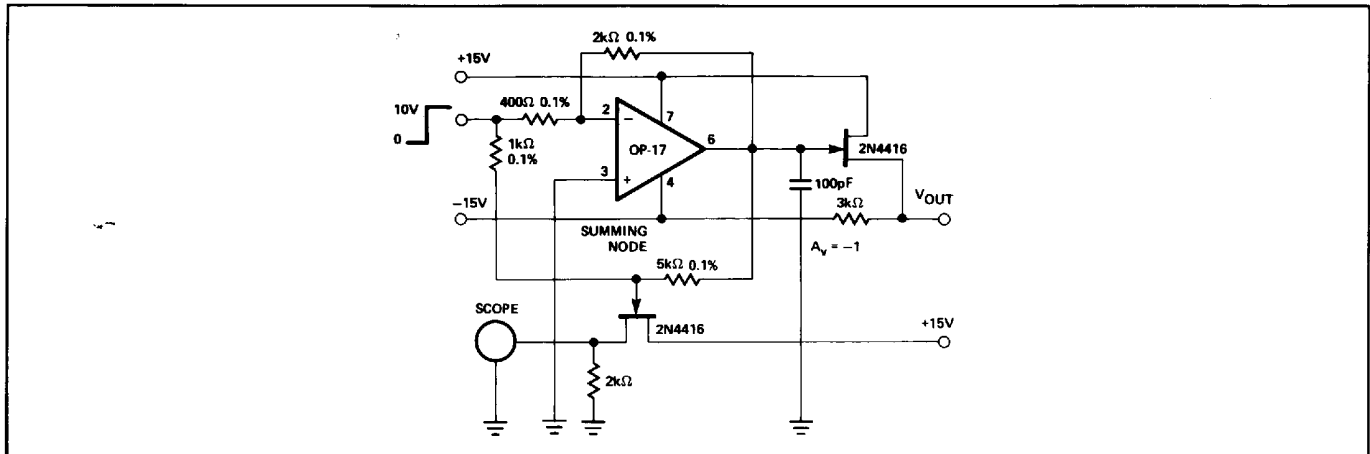 2kΩ 0.1%
+15V
10V
0
400Ω 0.1%
1kΩ
0.1%
2
−
7
OP-17
6
3
+
4
2N4416
100pF
VOUT
3kΩ
−15V
SUMMING
NODE
AV = −1
5kΩ 0.1%
SCOPE
2N4416
+15V
2kΩ